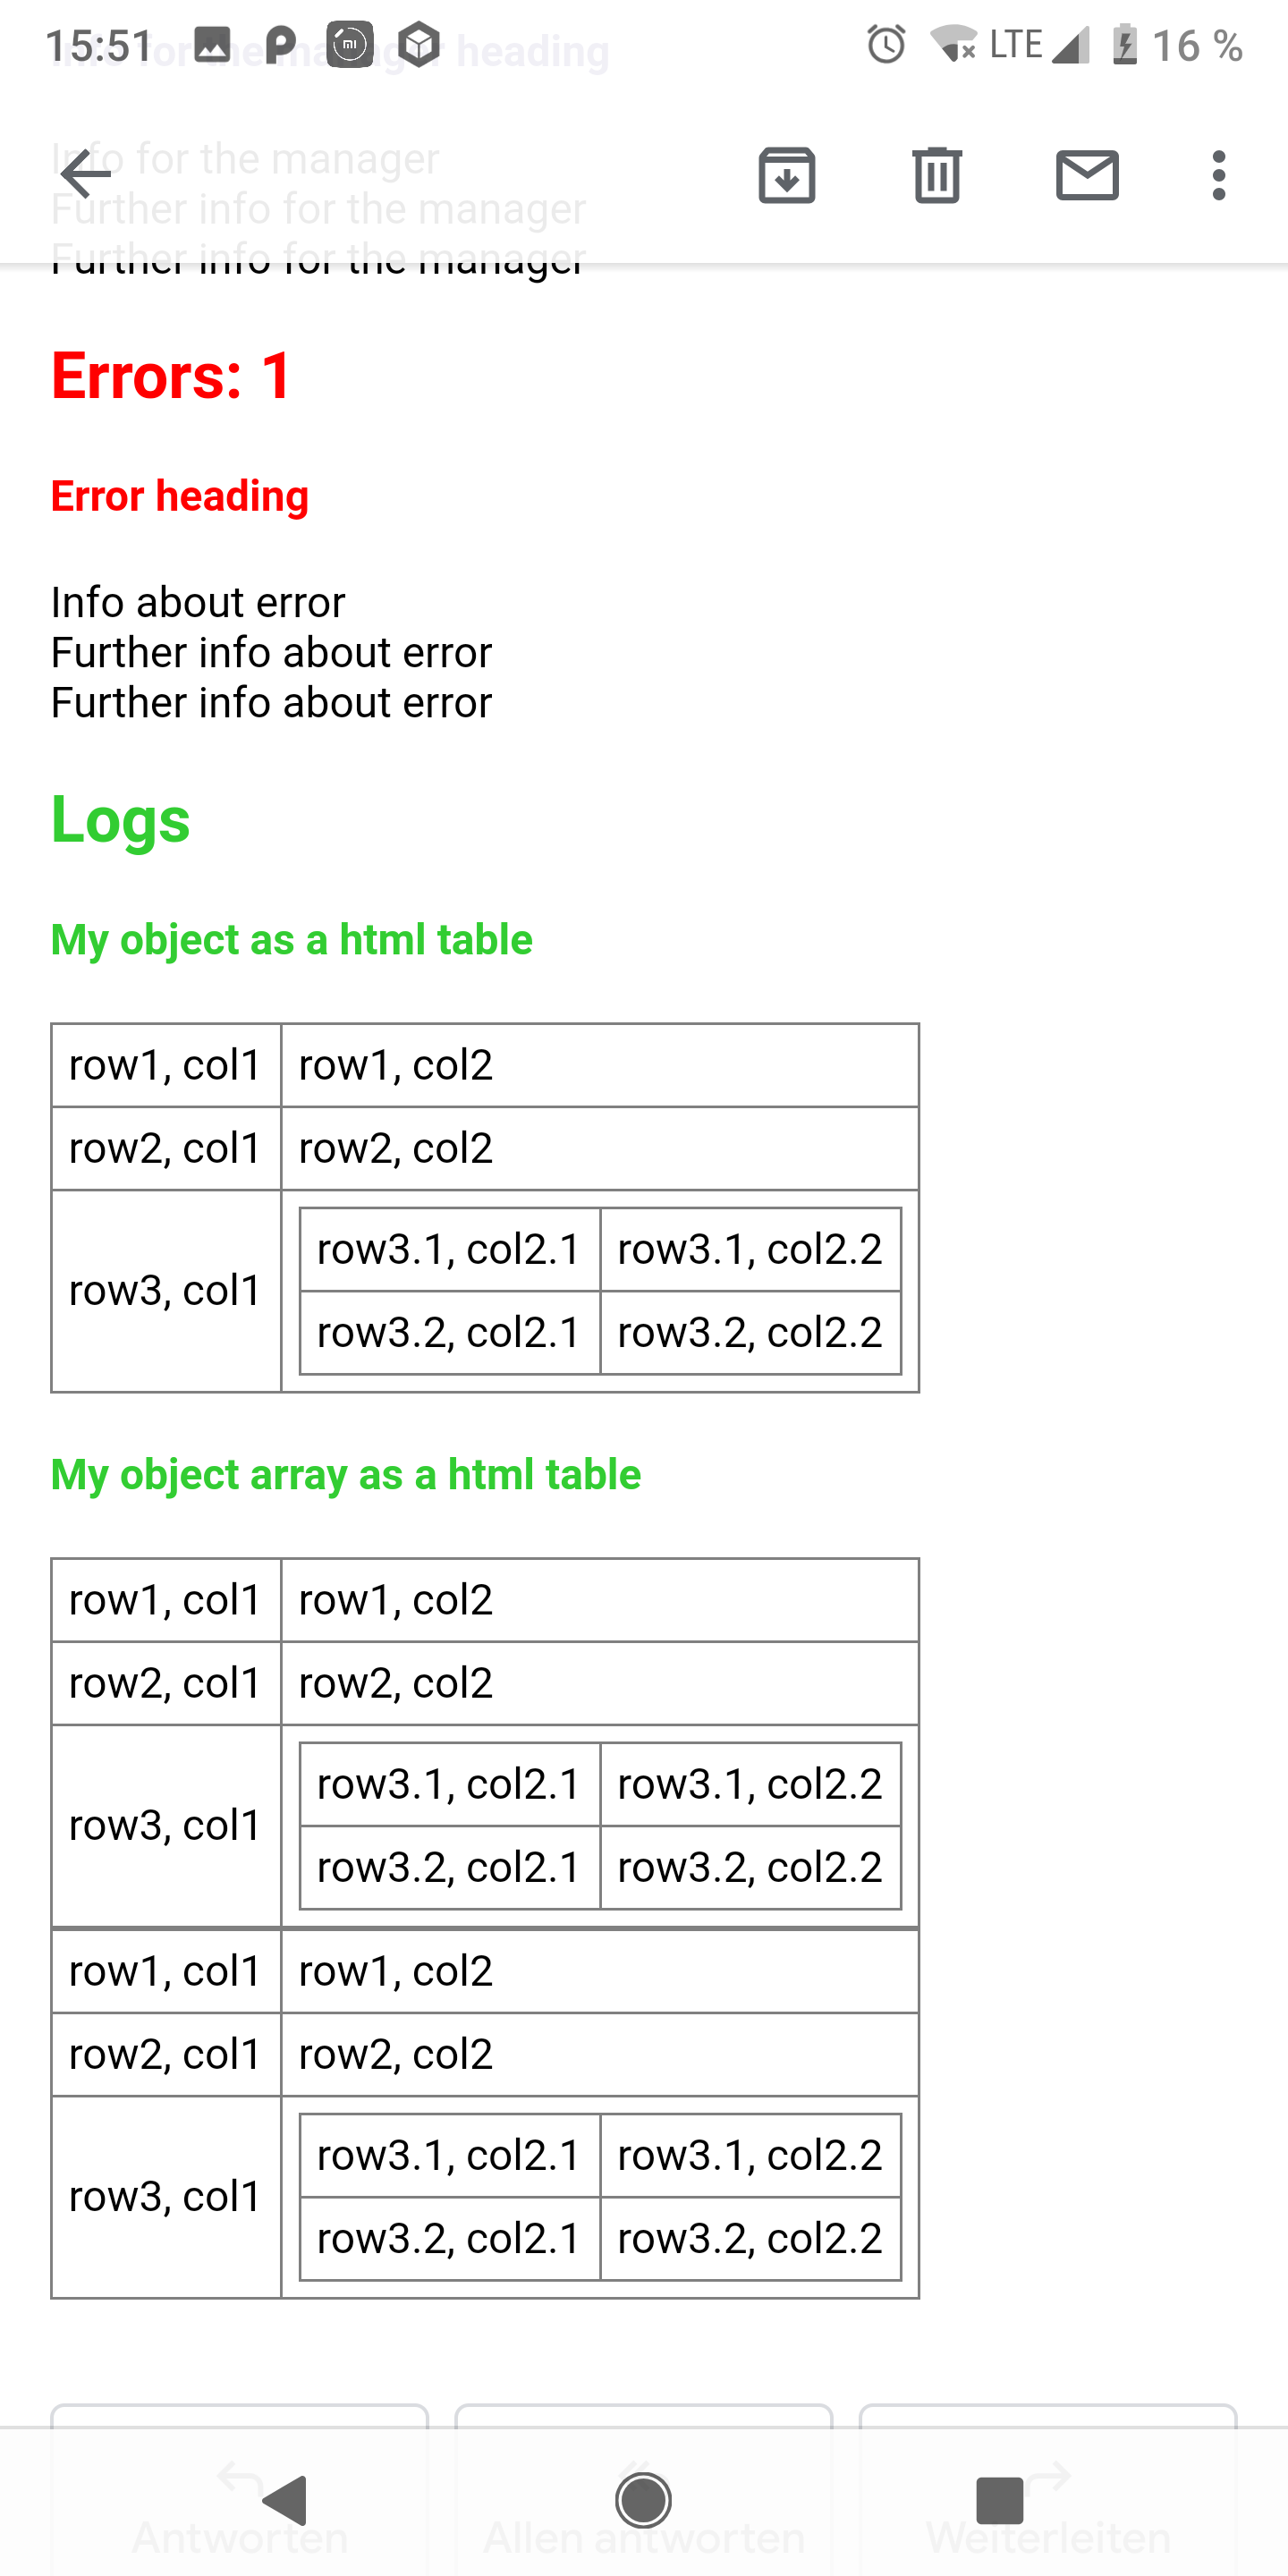 15:51 LTE 16 %
Info for the manager heading
Info for the manager
Further info for the manager
Further info for the manager
Errors: 1
Error heading
Info about error
Further info about error
Further info about error
Logs
My object as a html table
row1, col1 row1, col2
row2, col1 row2, col2
row3, col1
row3.1, col2.1 row3.1, col2.2
row3.2, col2.1 row3.2, col2.2
My object array as a html table
row1, col1 row1, col2
row2, col1 row2, col2
row3, col1
row3.1, col2.1 row3.1, col2.2
row3.2, col2.1 row3.2, col2.2
row1, col1 row1, col2
row2, col1 row2, col2
row3, col1
row3.1, col2.1 row3.1, col2.2
row3.2, col2.1 row3.2, col2.2
Antworten Allen antworten Weiterleiten